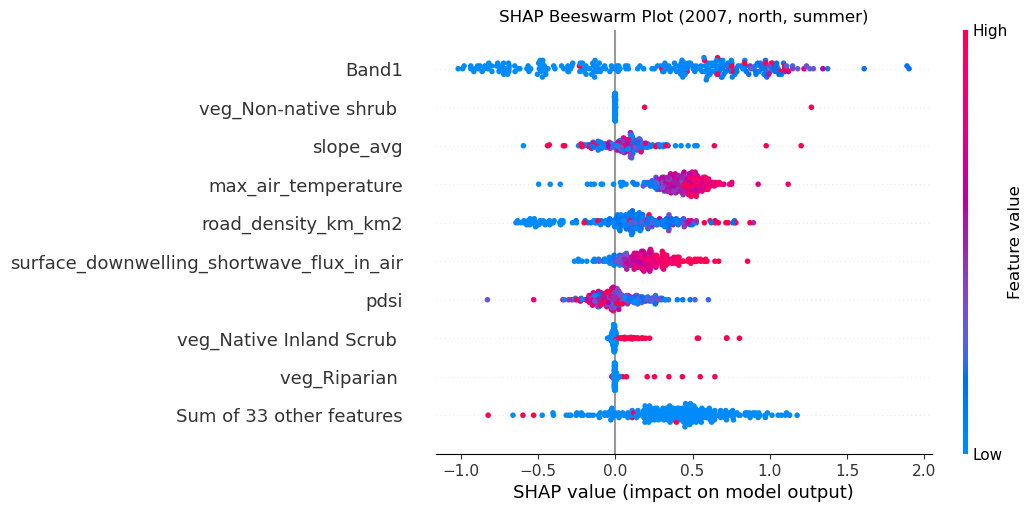 SHAP Beeswarm Plot (2007, north, summer)
High
Band1
veg_Non-native shrub
slope_avg
max_air_temperature
road_density_km_km2
surface_downwelling_shortwave_flux_in_air
pdsi
veg_Native Inland Scrub
veg_Riparian
Sum of 33 other features
Feature value
Low
−1.0 −0.5 0.0 0.5 1.0 1.5 2.0
SHAP value (impact on model output)